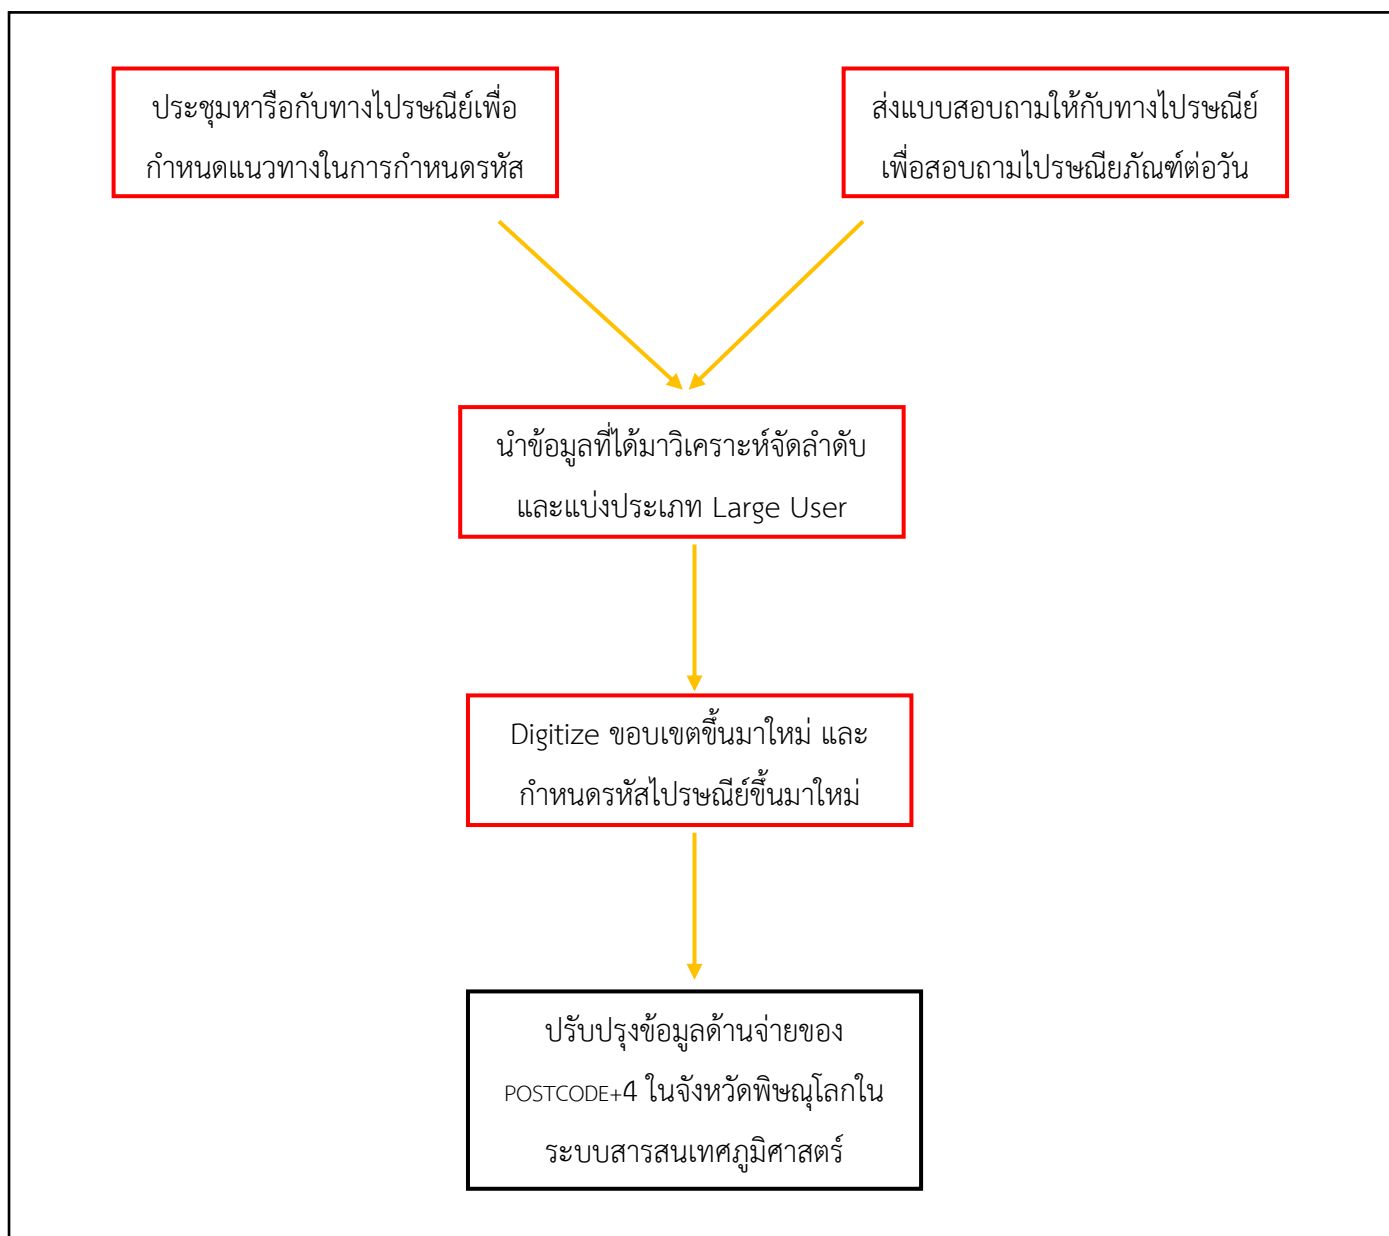 ประชุมหารือกับทางไปรษณีย์เพื่อ
กำหนดแนวทางในการกำหนดรหัส
ส่งแบบสอบถามให้กับทางไปรษณีย์
เพื่อสอบถามไปรษณียภัณฑ์ต่อวัน
นำข้อมูลที่ได้มาวิเคราะห์จัดลำดับ
และแบ่งประเภท Large User
Digitize ขอบเขตขึ้นมาใหม่ และ
กำหนดรหัสไปรษณีย์ขึ้นมาใหม่
ปรับปรุงข้อมูลด้านจ่ายของ
POSTCODE+4 ในจังหวัดพิษณุโลกใน
ระบบสารสนเทศภูมิศาสตร์